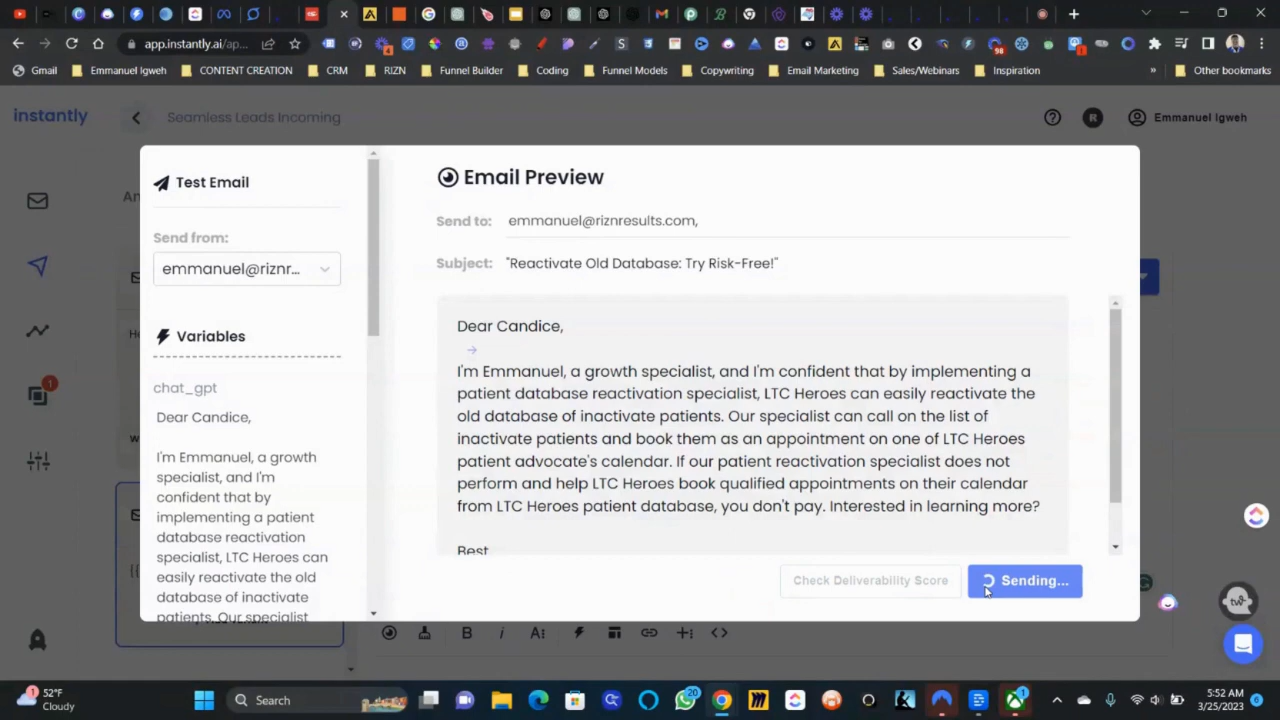 app.instantly.ai/ap...
98
1
Gmail
Emmanuel Igweh
CONTENT CREATION
CRM
RIZN
Funnel Builder
Coding
Funnel Models
Copywriting
Email Marketing
Sales/Webinars
Inspiration
»
Other bookmarks
instantly
Seamless Leads Incoming
R
Emmanuel Igweh
Test Email
Send from:
emmanuel@riznr...
Variables
chat_gpt
Dear Candice,
I'm Emmanuel, a growth
specialist, and I'm
confident that by
implementing a patient
database reactivation
specialist, LTC Heroes can
easily reactivate the old
database of inactivate
patients. Our specialist
Email Preview
Send to: emmanuel@riznresults.com,
Subject: "Reactivate Old Database: Try Risk-Free!"
Dear Candice,
I'm Emmanuel, a growth specialist, and I'm confident that by implementing a
patient database reactivation specialist, LTC Heroes can easily reactivate the
old database of inactivate patients. Our specialist can call on the list of
inactivate patients and book them as an appointment on one of LTC Heroes
patient advocate's calendar. If our patient reactivation specialist does not
perform and help LTC Heroes book qualified appointments on their calendar
from LTC Heroes patient database, you don't pay. Interested in learning more?
Best
Check Deliverability Score
Sending...
1
52°F
Cloudy
Search
20
1
5:52 AM
3/25/2023